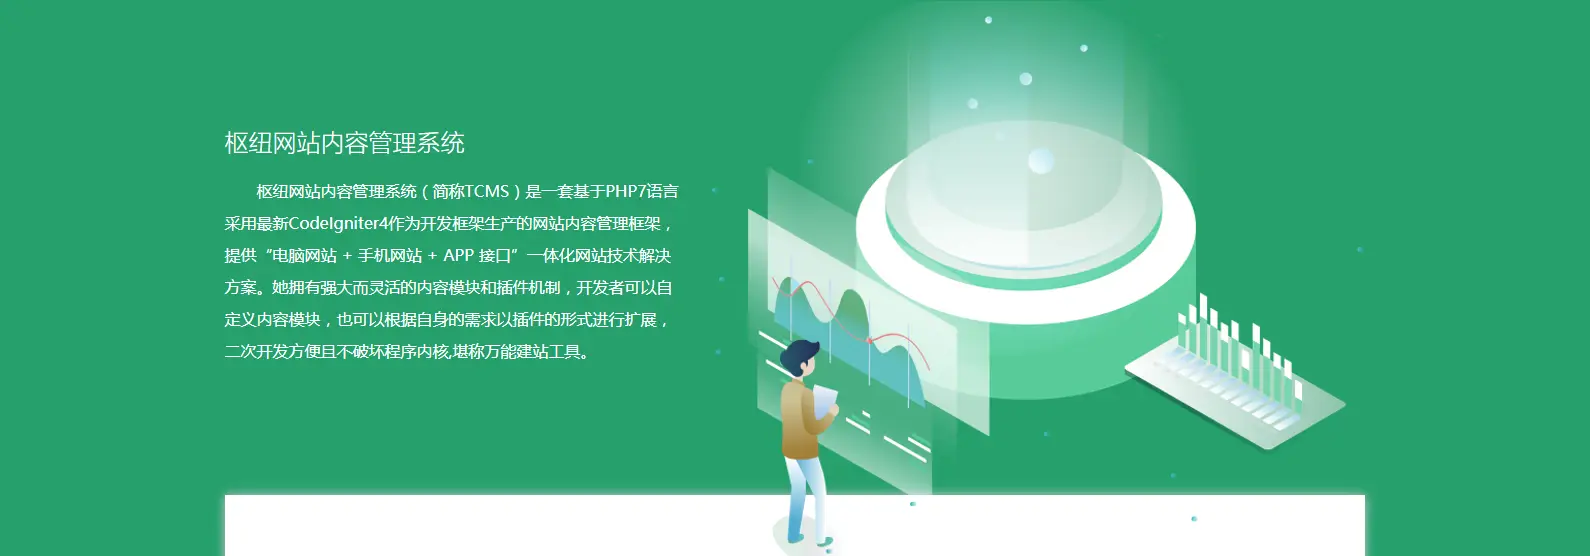 枢纽网站内容管理系统
枢纽网站内容管理系统（简称TCMS）是一套基于PHP7语言
采用最新CodeIgniter4作为开发框架生产的网站内容管理框架，
提供“电脑网站 + 手机网站 + APP 接口”一体化网站技术解决
方案。她拥有强大而灵活的内容模块和插件机制，开发者可以自
定义内容模块，也可以根据自身的需求以插件的形式进行扩展，
二次开发方便且不破坏程序内核,堪称万能建站工具。